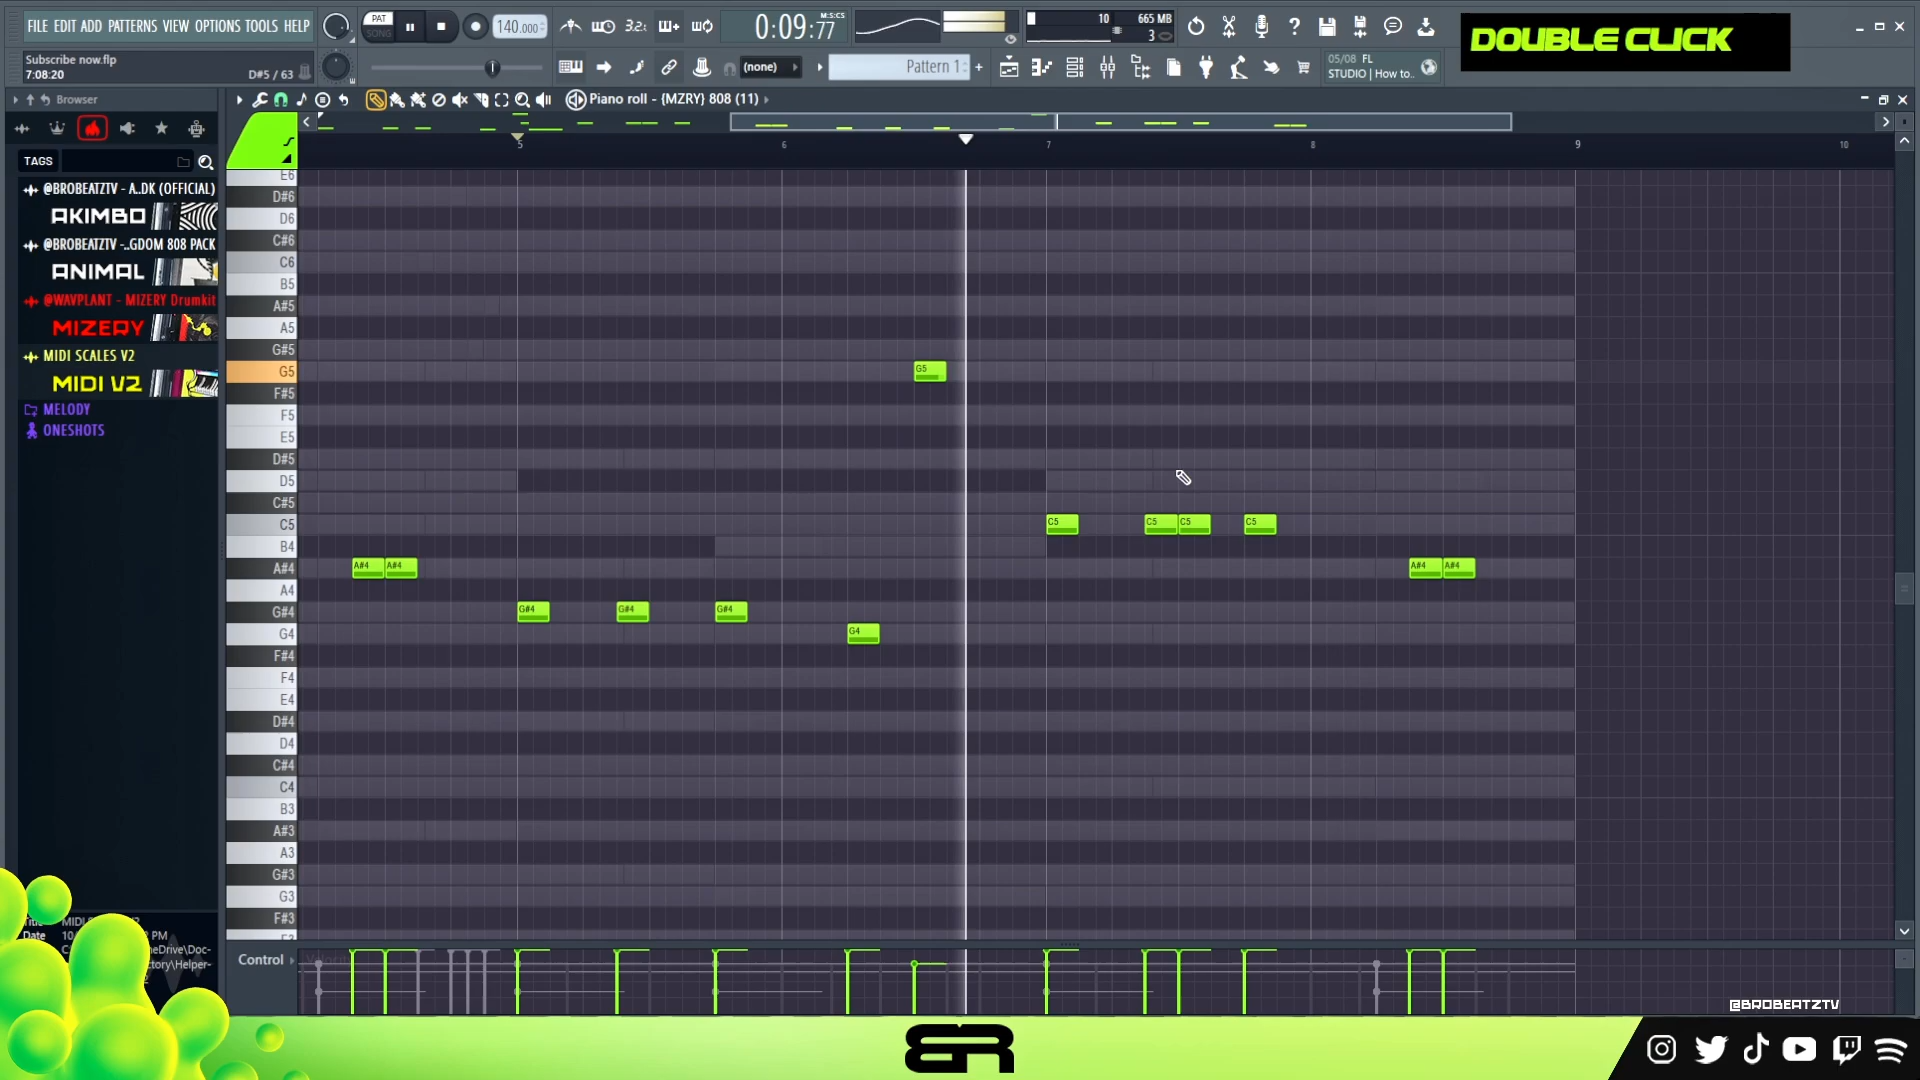 FILE EDIT ADD PATTERNS VIEW OPTIONS TOOLS HELP
PAT
SONG
140.000
3.2:
0:09:77
M:S:CS
10
665 MB
3
DOUBLE CLICK
Subscribe now.flp
7:08:20
D#5 / 63
(none)
Pattern 1
05/08 FL
STUDIO | How to..
Browser
Piano roll - {MZRY} 808 (11)
TAGS
@BROBEATZTV - A..DK (OFFICIAL)
AKIMBO
@BROBEATZTV -..GDOM 808 PACK
ANIMAL
@WAVPLANT - MIZERY Drumkit
MIZERY
MIDI SCALES V2
MIDI V2
MELODY
ONESHOTS
5
6
7
8
9
10
E6
D#6
D6
C#6
C6
B5
A#5
A5
G#5
G5
G5
F#5
F5
E5
D#5
D5
C#5
C5
C5
C5
C5
C5
B4
A#4
A#4
A#4
A#4
A#4
A4
G#4
G#4
G#4
G#4
G4
G4
F#4
F4
E4
D#4
D4
C#4
C4
B3
A#3
A3
G#3
G3
F#3
Control
Date
PM
@BROBEATZTV
BR